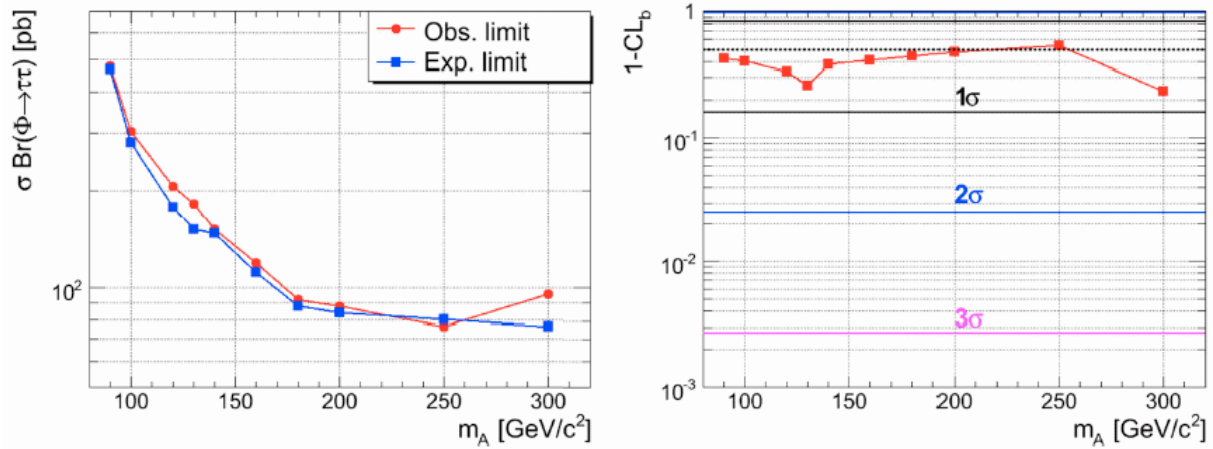 σ Br(Φ→ττ) [pb]
Obs. limit
Exp. limit
10²
100 150 200 250 300
m_A [GeV/c²]
1-CL_b
1
10⁻¹
10⁻²
10⁻³
1σ
2σ
3σ
100 150 200 250 300
m_A [GeV/c²]